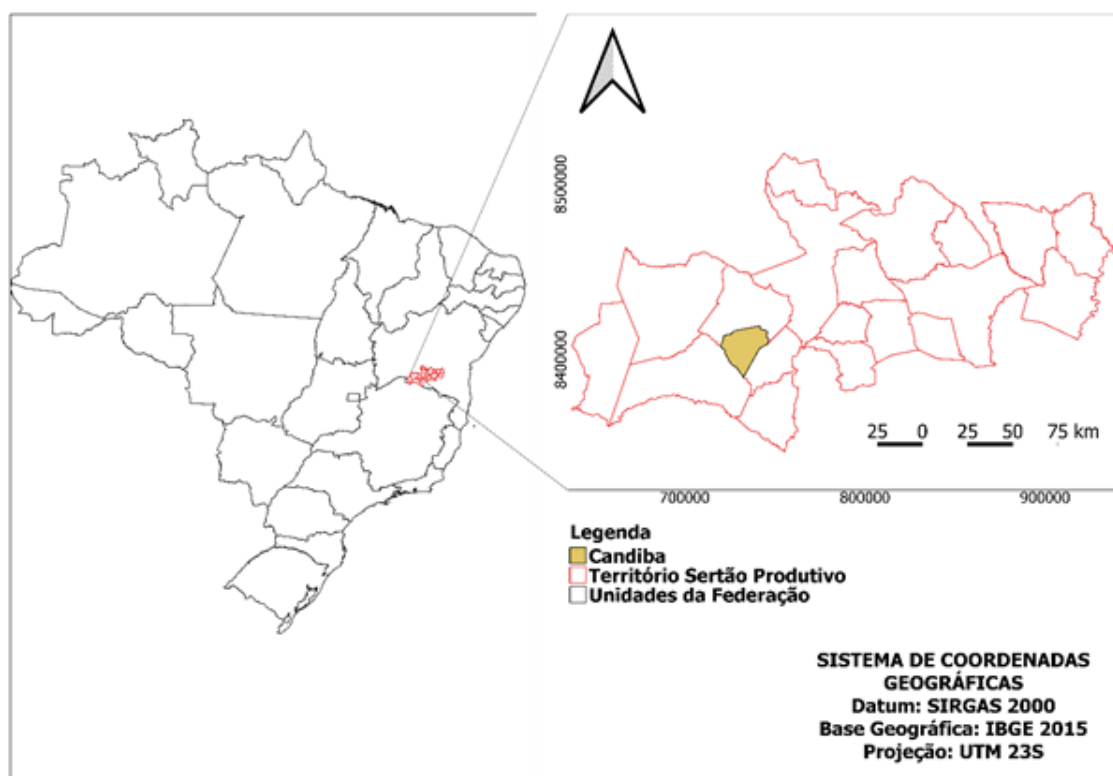 8500000
8400000
25 0 25 50 75 km
700000 800000 900000
Legenda
Candiba
Território Sertão Produtivo
Unidades da Federação
SISTEMA DE COORDENADAS
GEOGRÁFICAS
Datum: SIRGAS 2000
Base Geográfica: IBGE 2015
Projeção: UTM 23S